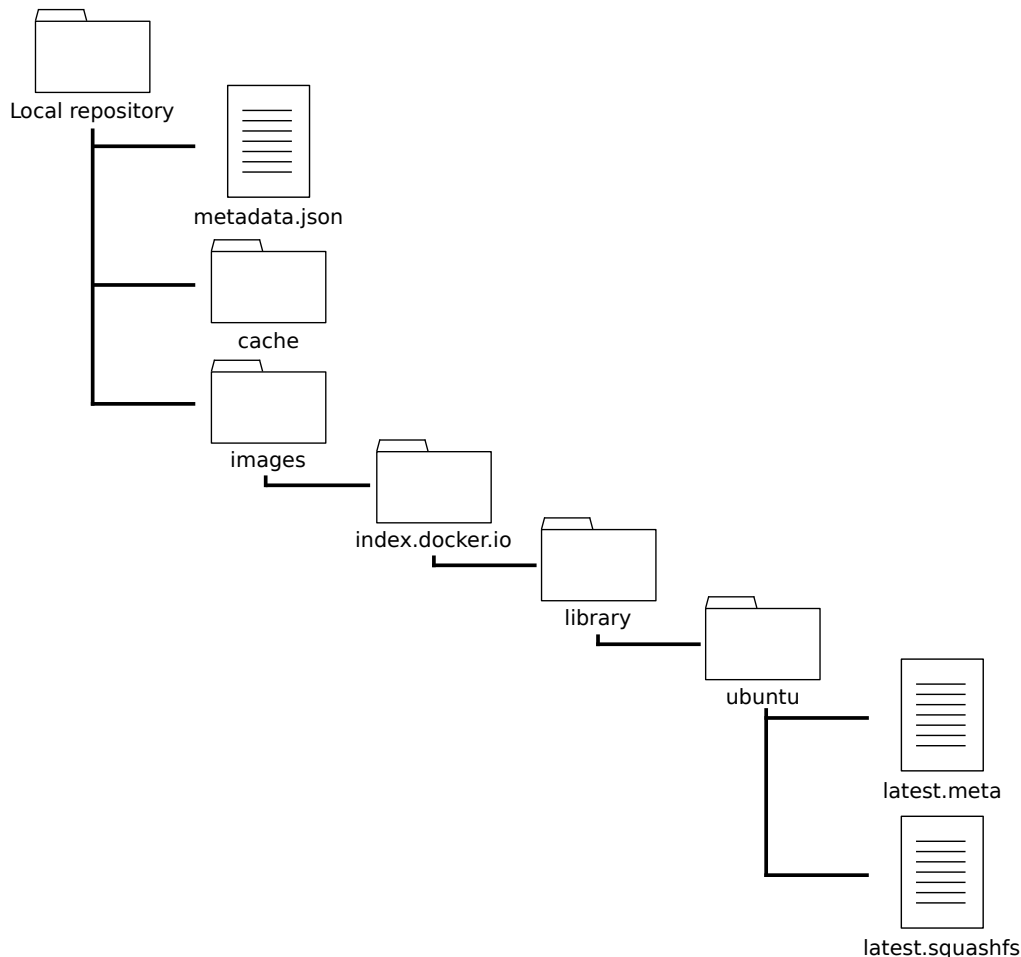 Local repository
metadata.json
cache
images
index.docker.io
library
ubuntu
latest.meta
latest.squashfs